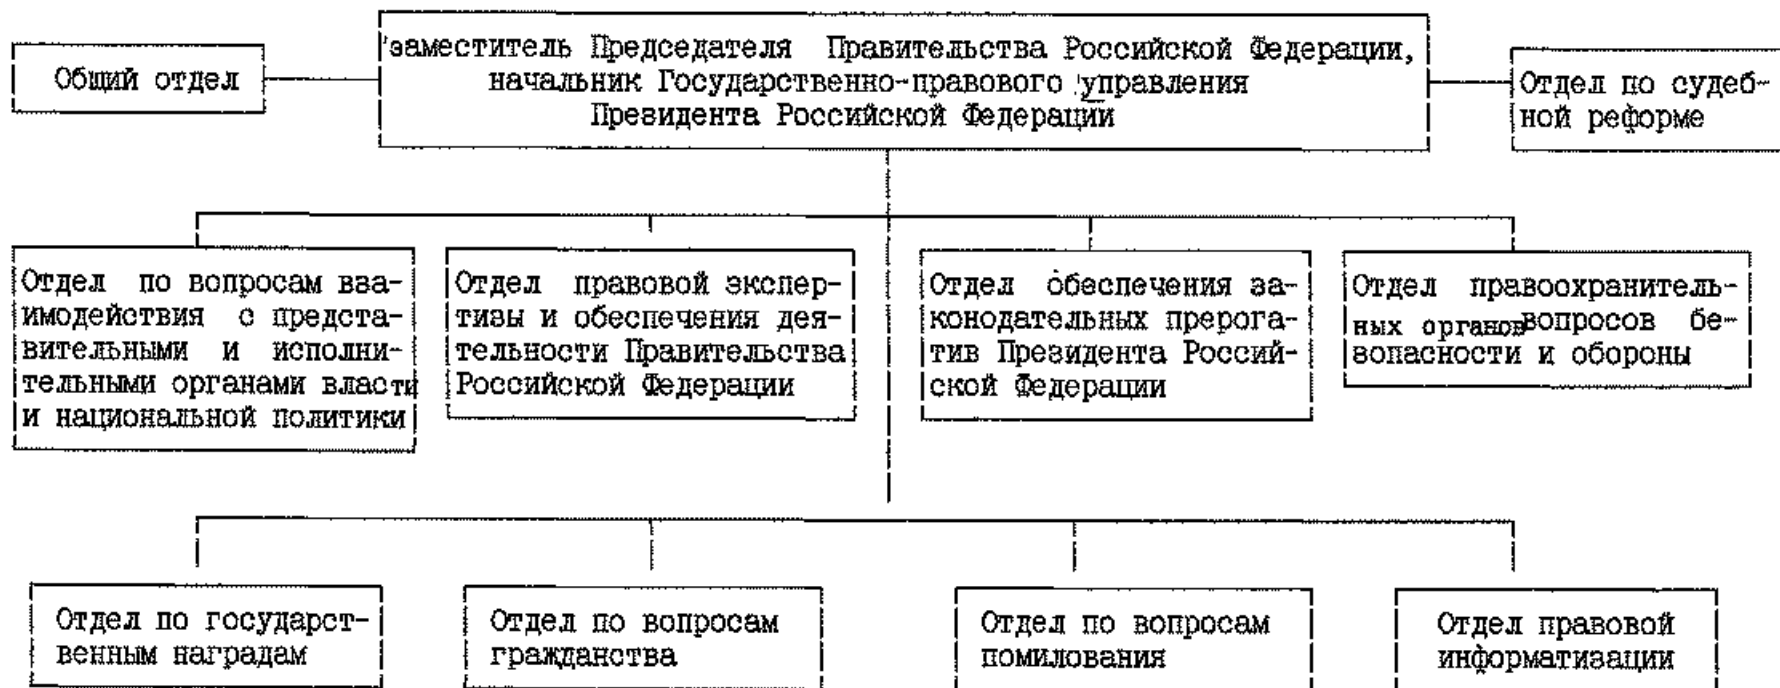 Общий отдел
заместитель Председателя Правительства Российской Федерации,
начальник Государственно-правового управления
Президента Российской Федерации
Отдел по судеб-
ной реформе
Отдел по вопросам вза-
имодействия с предста-
вительными и исполни-
тельными органами власти
и национальной политики
Отдел правовой экспер-
тизы и обеспечения дея-
тельности Правительства
Российской Федерации
Отдел обеспечения за-
конодательных прерога-
тив Президента Россий-
ской Федерации
Отдел правоохранитель-
ных органов вопросов бе-
зопасности и обороны
Отдел по государст-
венным наградам
Отдел по вопросам
гражданства
Отдел по вопросам
помилования
Отдел правовой
информатизации